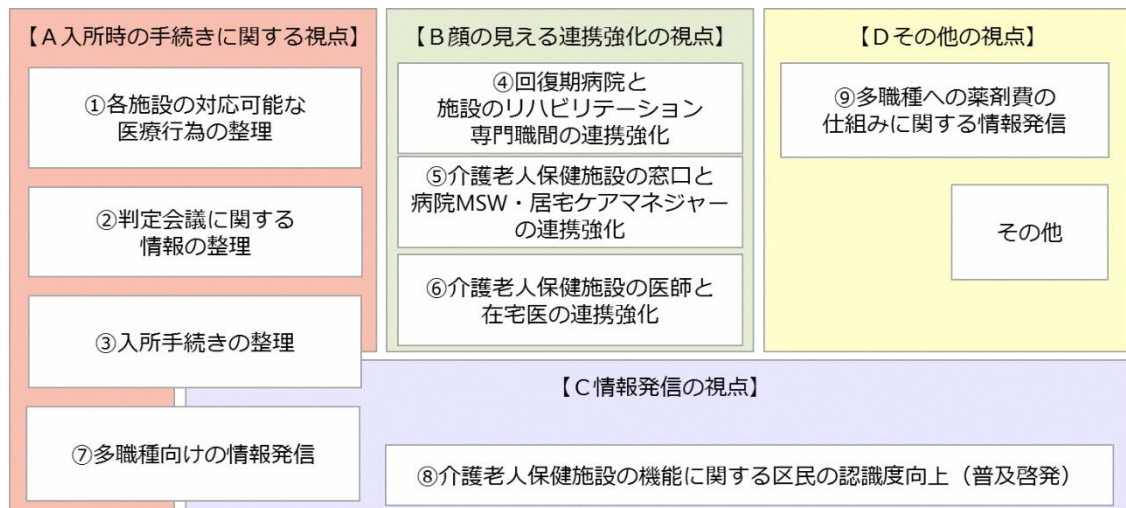 【A入所時の手続きに関する視点】
①各施設の対応可能な
医療行為の整理
②判定会議に関する
情報の整理
③入所手続きの整理
⑦多職種向けの情報発信
【B顔の見える連携強化の視点】
④回復期病院と
施設のリハビリテーション
専門職間の連携強化
⑤介護老人保健施設の窓口と
病院MSW・居宅ケアマネジャー
の連携強化
⑥介護老人保健施設の医師と
在宅医の連携強化
【Dその他の視点】
⑨多職種への薬剤費の
仕組みに関する情報発信
その他
【C情報発信の視点】
⑧介護老人保健施設の機能に関する区民の認識度向上（普及啓発）